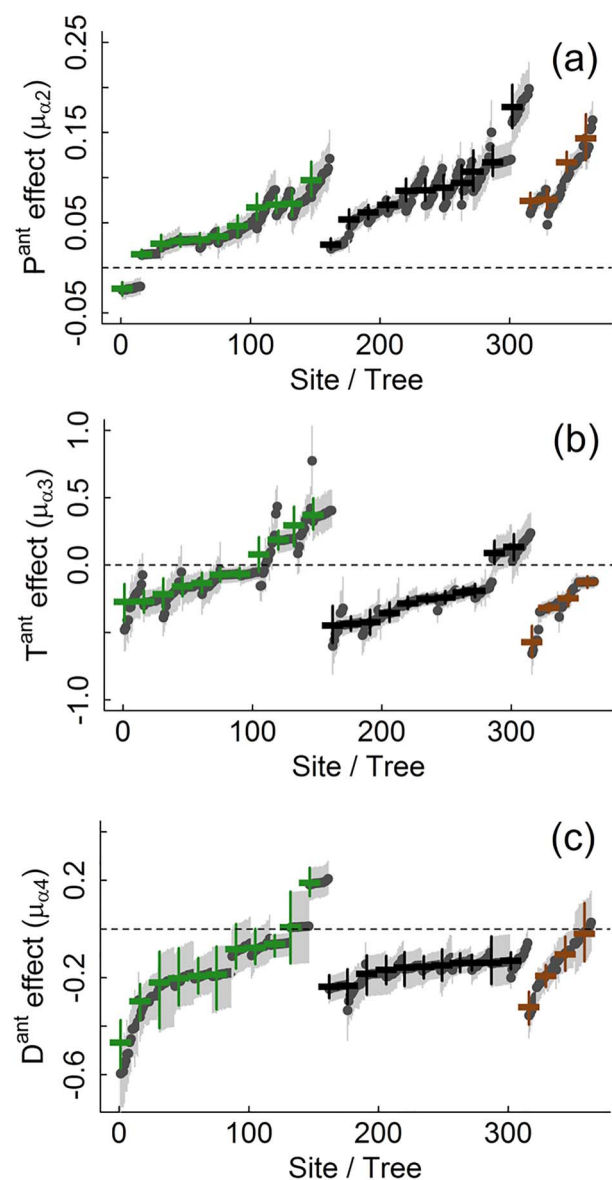 (a)
0.25
0.15
0.05
-0.05
P^ant effect (μα2)
0 100 200 300
Site / Tree
(b)
1.0
0.5
0.0
-1.0
T^ant effect (μα3)
0 100 200 300
Site / Tree
(c)
0.2
-0.2
-0.6
D^ant effect (μα4)
0 100 200 300
Site / Tree